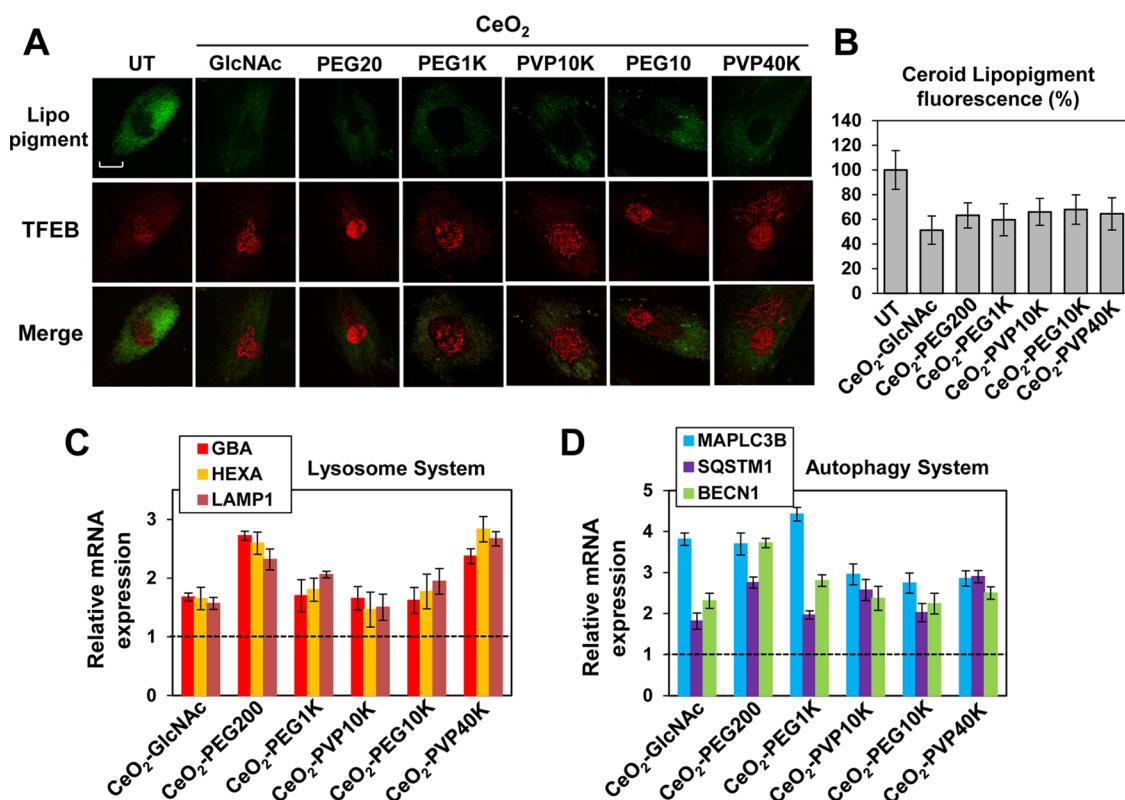 A
CeO2
UT GlcNAc PEG20 PEG1K PVP10K PEG10 PVP40K
Lipo
pigment
TFEB
Merge
B
Ceroid Lipopigment
fluorescence (%)
140
120
100
80
60
40
20
0
UT
CeO2-GlcNAc
CeO2-PEG200
CeO2-PEG1K
CeO2-PVP10K
CeO2-PEG10K
CeO2-PVP40K
C
GBA
HEXA
LAMP1
Lysosome System
Relative mRNA
expression
3
2
1
0
CeO2-GlcNAc
CeO2-PEG200
CeO2-PEG1K
CeO2-PVP10K
CeO2-PEG10K
CeO2-PVP40K
D
MAPLC3B
SQSTM1
BECN1
Autophagy System
Relative mRNA
expression
5
4
3
2
1
0
CeO2-GlcNAc
CeO2-PEG200
CeO2-PEG1K
CeO2-PVP10K
CeO2-PEG10K
CeO2-PVP40K